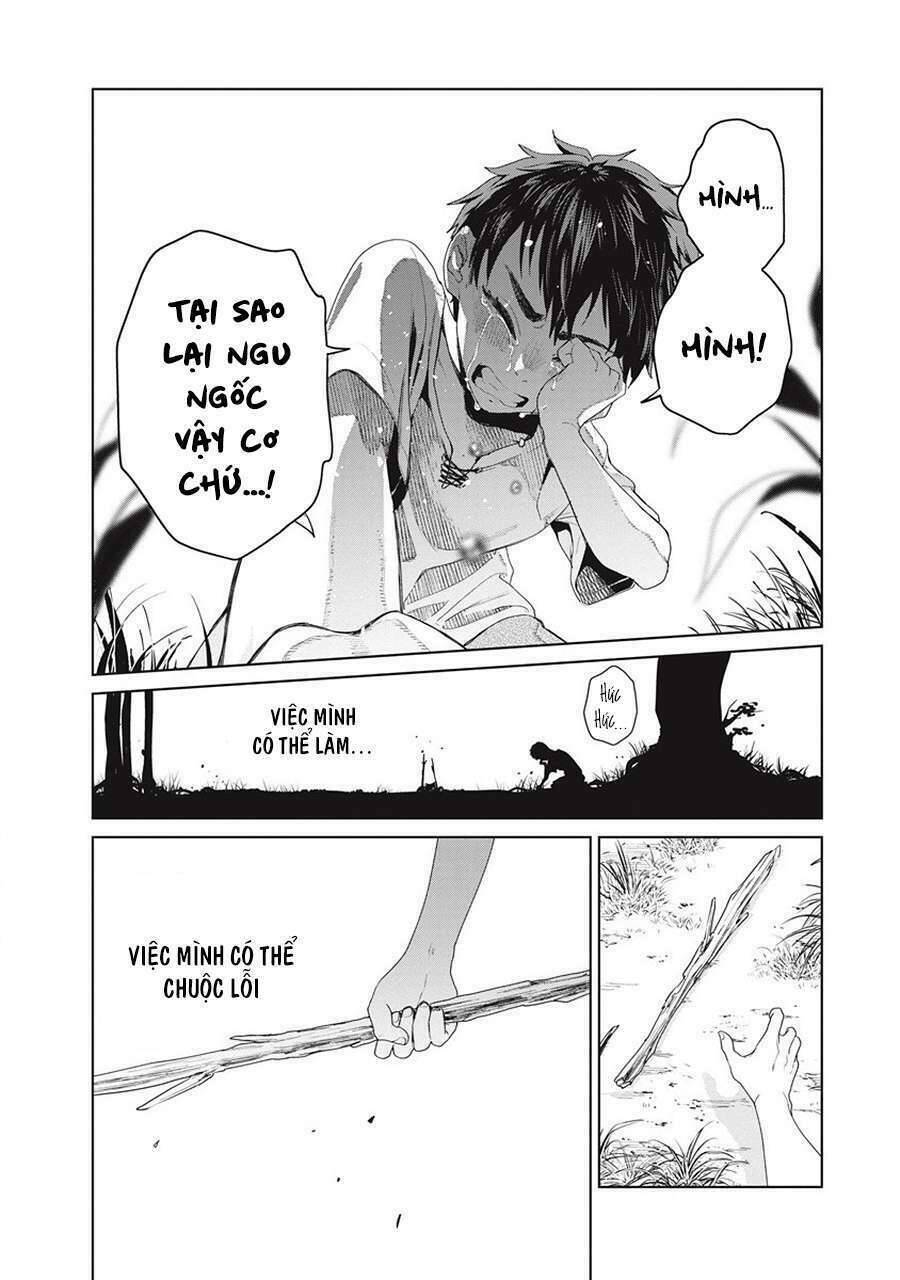 MÌNH...
MÌNH!
TẠI SAO
LẠI NGU
NGỐC
VẬY CƠ
CHỨ...!
Hức
Hức...
VIỆC MÌNH
CÓ THỂ LÀM...
VIỆC MÌNH CÓ THỂ
CHUỘC LỖI